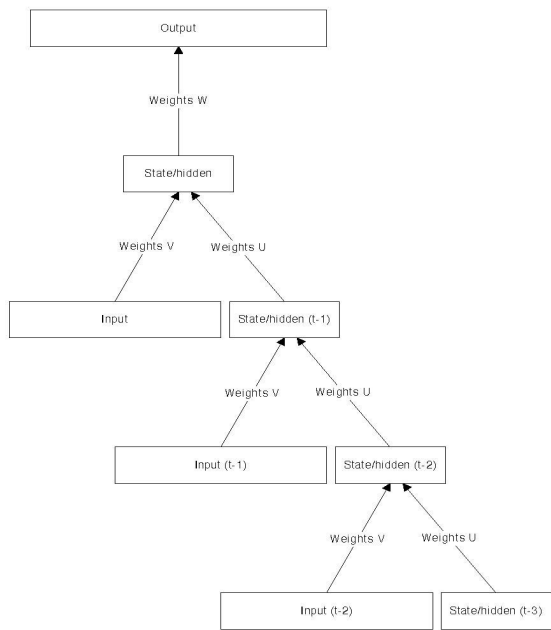 Output
Weights W
State/hidden
Weights V
Weights U
Input
State/hidden (t-1)
Weights V
Weights U
Input (t-1)
State/hidden (t-2)
Weights V
Weights U
Input (t-2)
State/hidden (t-3)